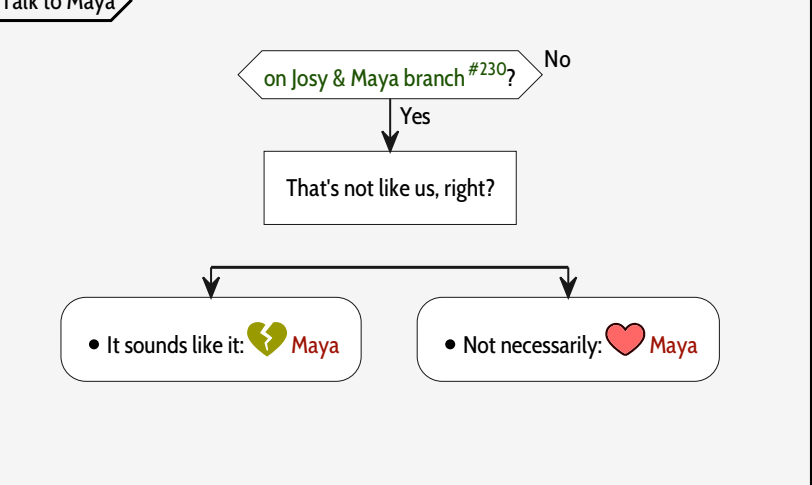 Talk to Maya
on Josy & Maya branch #230?
No
Yes
That's not like us, right?
• It sounds like it: Maya
• Not necessarily: Maya